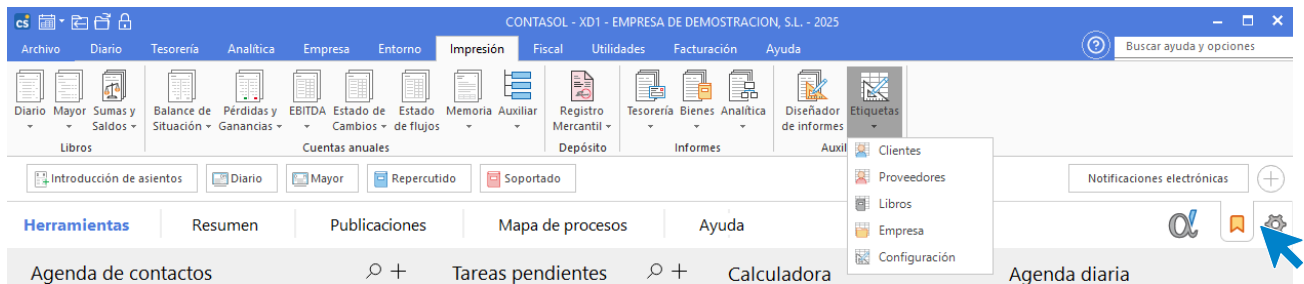 cs CONTASOL - XD1 - EMPRESA DE DEMOSTRACION, S.L. - 2025
Archivo Diario Tesorería Analítica Empresa Entorno Impresión Fiscal Utilidades Facturación Ayuda Buscar ayuda y opciones
Diario Mayor Sumas y Balance de Pérdidas y EBITDA Estado de Estado Memoria Auxiliar Registro Tesorería Bienes Analítica Diseñador Etiquetas
Saldos Situación Ganancias Cambios de flujos Mercantil de informes
Libros Cuentas anuales Depósito Informes Auxil
Clientes
Introducción de asientos Diario Mayor Repercutido Soportado Proveedores Notificaciones electrónicas
Libros
Herramientas Resumen Publicaciones Mapa de procesos Ayuda Empresa
Configuración
Agenda de contactos Tareas pendientes Calculadora Agenda diaria